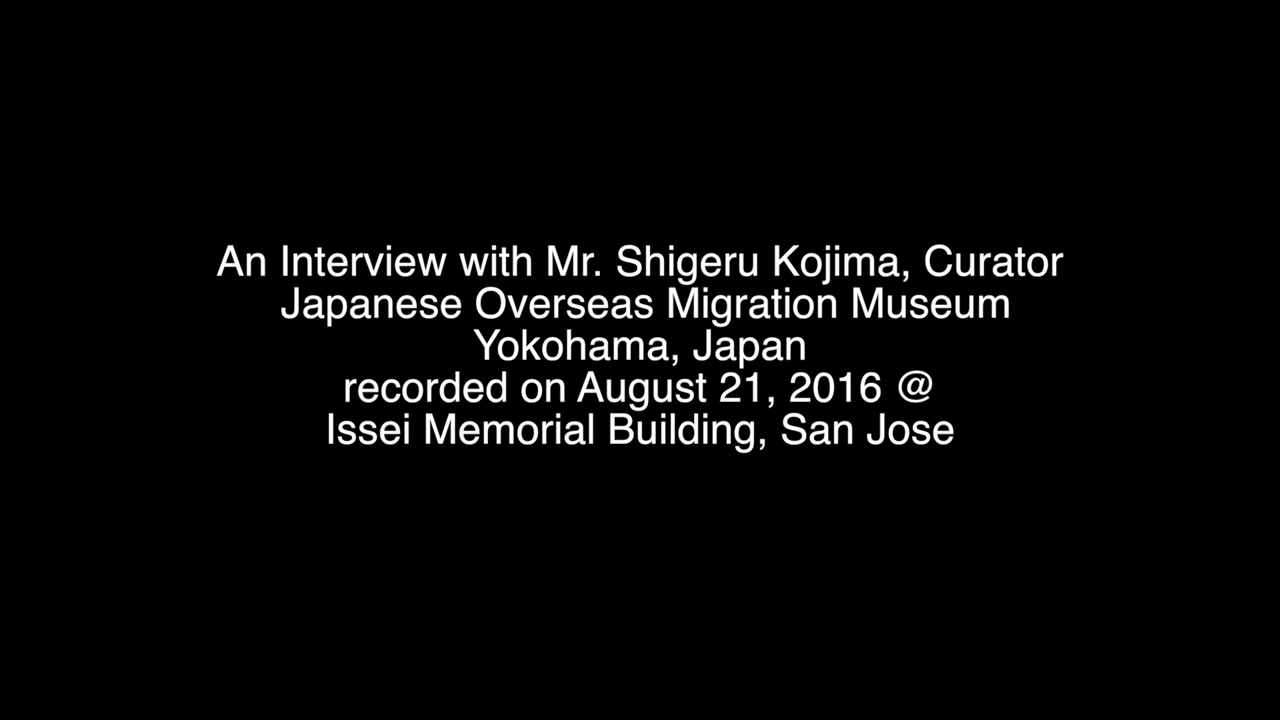 An Interview with Mr. Shigeru Kojima, Curator
Japanese Overseas Migration Museum
Yokohama, Japan
recorded on August 21, 2016 @
Issei Memorial Building, San Jose